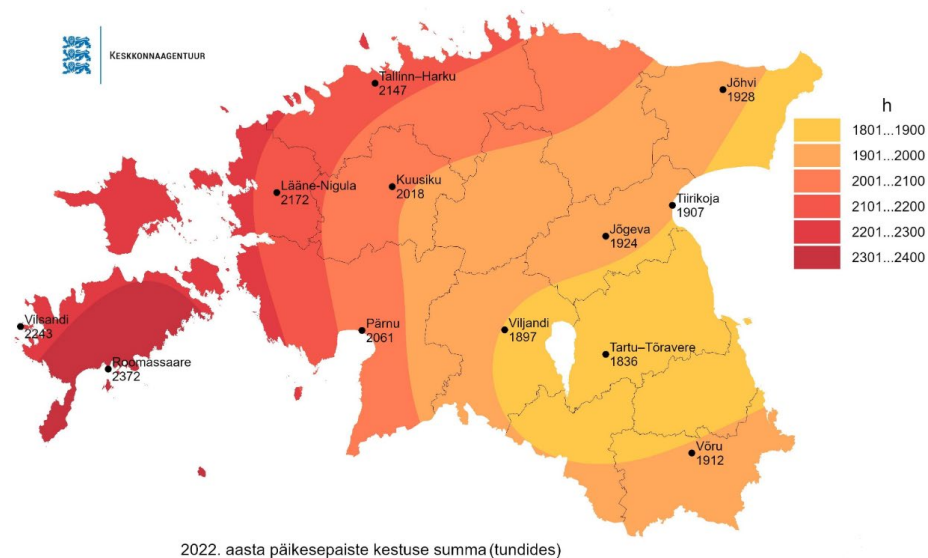 KESKKONNAAGENTUUR
Tallinn–Harku
2147
Jõhvi
1928
h
1801...1900
1901...2000
2001...2100
2101...2200
2201...2300
2301...2400
Lääne-Nigula
2172
Kuusiku
2018
Tiirikoja
1907
Jõgeva
1924
Vilsandi
2243
Pärnu
2061
Viljandi
1897
Tartu–Tõravere
1836
Roomassaare
2372
Võru
1912
2022. aasta päikesepaiste kestuse summa (tundides)